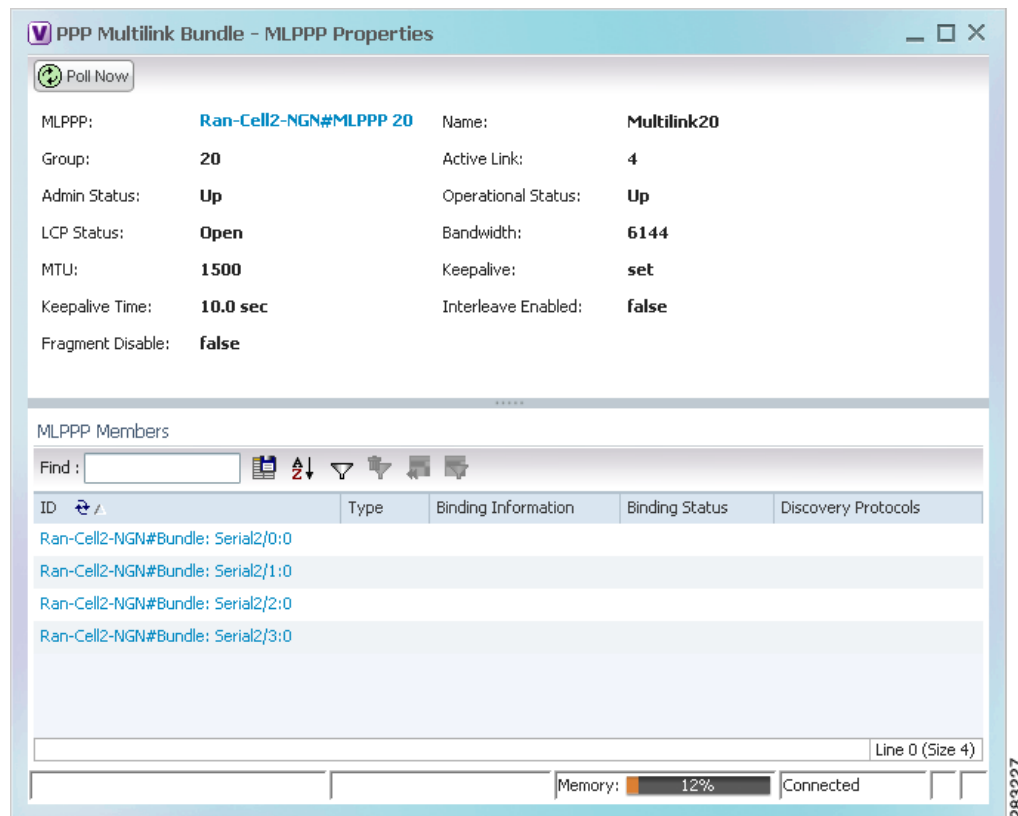 V PPP Multilink Bundle - MLPPP Properties
Poll Now
MLPPP: Ran-Cell2-NGN#MLPPP 20 Name: Multilink20
Group: 20 Active Link: 4
Admin Status: Up Operational Status: Up
LCP Status: Open Bandwidth: 6144
MTU: 1500 Keepalive: set
Keepalive Time: 10.0 sec Interleave Enabled: false
Fragment Disable: false
MLPPP Members
Find :
ID Type Binding Information Binding Status Discovery Protocols
Ran-Cell2-NGN#Bundle: Serial2/0:0
Ran-Cell2-NGN#Bundle: Serial2/1:0
Ran-Cell2-NGN#Bundle: Serial2/2:0
Ran-Cell2-NGN#Bundle: Serial2/3:0
Line 0 (Size 4)
Memory: 12% Connected
283227